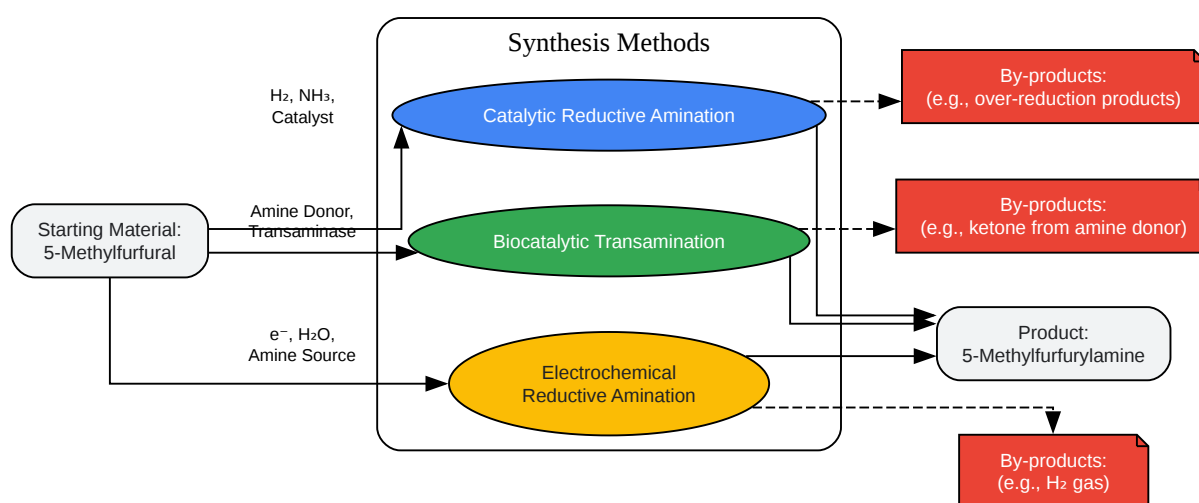 Synthesis Methods
H₂, NH₃,
Catalyst
Catalytic Reductive Amination
By-products:
(e.g., over-reduction products)
Starting Material:
5-Methylfurfural
Amine Donor,
Transaminase
Biocatalytic Transamination
By-products:
(e.g., ketone from amine donor)
e⁻, H₂O,
Amine Source
Electrochemical
Reductive Amination
Product:
5-Methylfurfurylamine
By-products:
(e.g., H₂ gas)